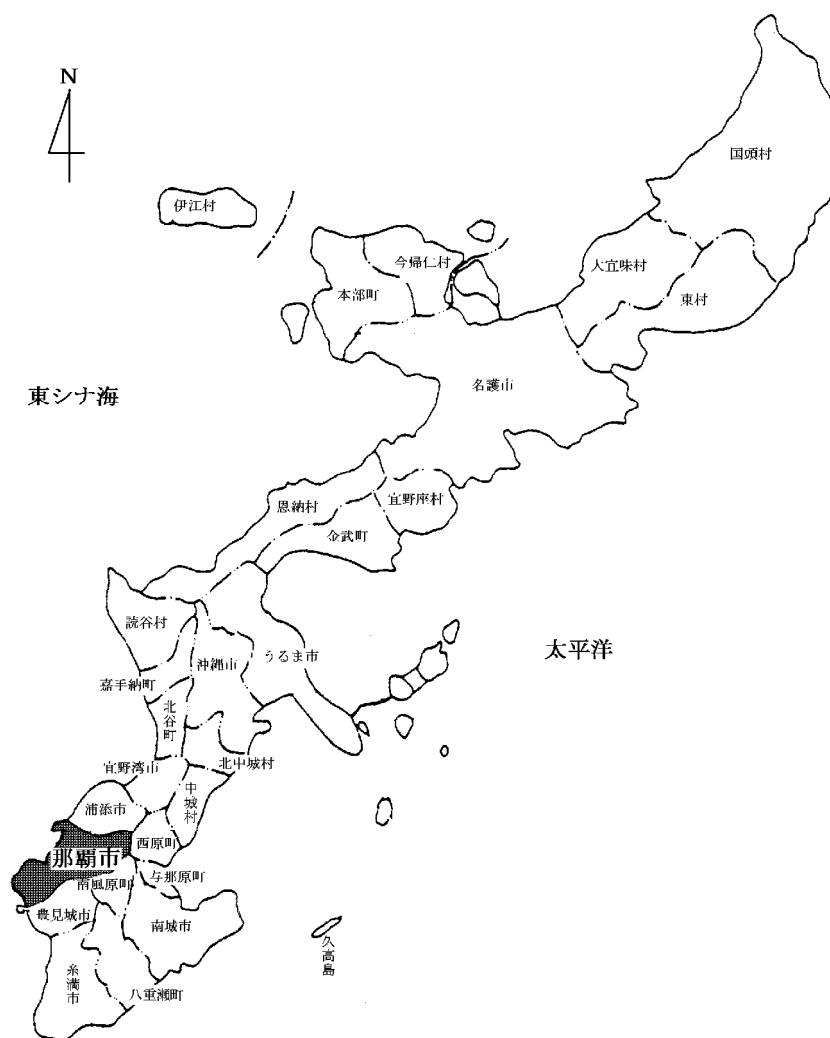 N
国頭村
伊江村
今帰仁村
大宜味村
本部町
東村
名護市
東シナ海
恩納村
宜野座村
金武町
読谷村
太平洋
うるま市
沖縄市
嘉手納町
北谷町
宜野湾市
北中城村
中城村
浦添市
西原町
那覇市
与那原町
南風原町
豊見城市
南城市
久高島
糸満市
八重瀬町